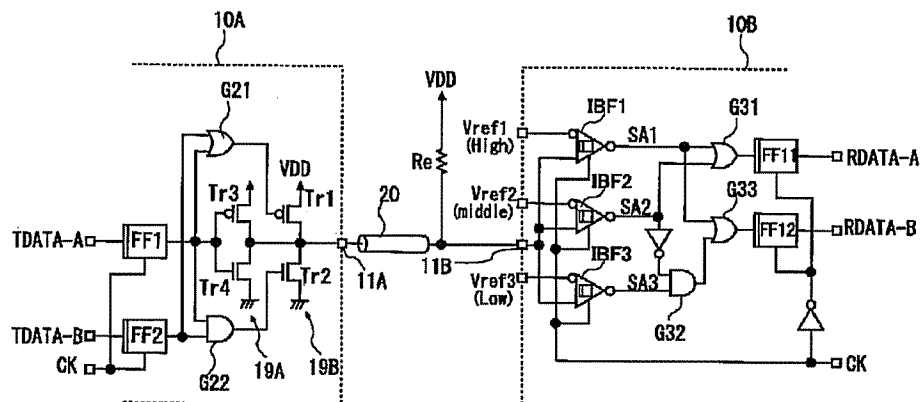 10A
10B
G21
VDD
VDD
Tr3
Tr1
TDATA-A
FF1
Tr4
Tr2
TDATA-B
FF2
CK
G22
19A
19B
11A
20
Re
Vref1
(High)
Vref2
(middle)
11B
Vref3
(Low)
IBF1
SA1
IBF2
SA2
IBF3
SA3
G31
G33
G32
FF11
RDATA-A
FF12
RDATA-B
CK